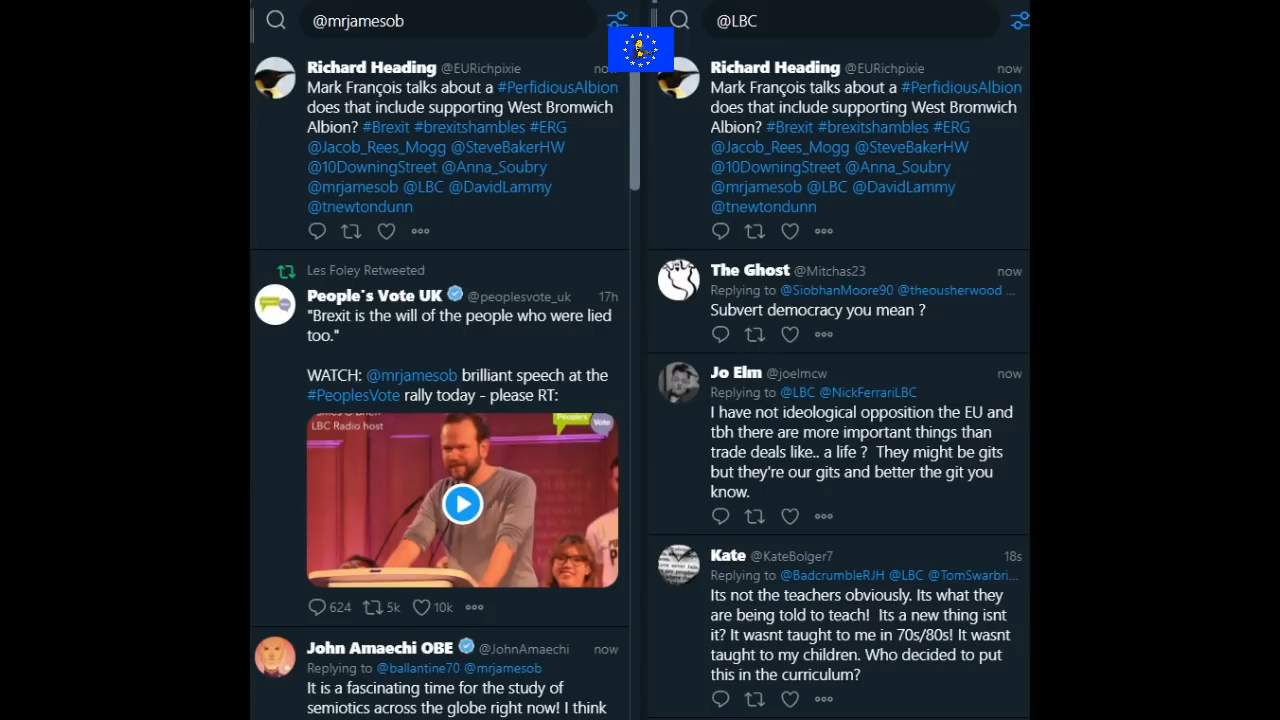 @mrjamesob
Richard Heading @EURichpixie now
Mark François talks about a #PerfidiousAlbion
does that include supporting West Bromwich
Albion? #Brexit #brexitshambles #ERG
@Jacob_Rees_Mogg @SteveBakerHW
@10DowningStreet @Anna_Soubry
@mrjamesob @LBC @DavidLammy
@tnewtondunn
Les Foley Retweeted
People's Vote UK @peoplesvote_uk 17h
"Brexit is the will of the people who were lied
too."
WATCH: @mrjamesob brilliant speech at the
#PeoplesVote rally today - please RT:
LBC Radio host
People's Vote
624 5k 10k
John Amaechi OBE @JohnAmaechi now
Replying to @ballantine70 @mrjamesob
It is a fascinating time for the study of
semiotics across the globe right now! I think
@LBC
Richard Heading @EURichpixie now
Mark François talks about a #PerfidiousAlbion
does that include supporting West Bromwich
Albion? #Brexit #brexitshambles #ERG
@Jacob_Rees_Mogg @SteveBakerHW
@10DowningStreet @Anna_Soubry
@mrjamesob @LBC @DavidLammy
@tnewtondunn
The Ghost @Mitchas23 now
Replying to @SiobhanMoore90 @theousherwood ...
Subvert democracy you mean ?
Jo Elm @joelmcw now
Replying to @LBC @NickFerrariLBC
I have not ideological opposition the EU and
tbh there are more important things than
trade deals like.. a life ? They might be gits
but they're our gits and better the git you
know.
Kate @KateBolger7 18s
Replying to @BadcrumbleRJH @LBC @TomSwarbri...
Its not the teachers obviously. Its what they
are being told to teach! Its a new thing isnt
it? It wasnt taught to me in 70s/80s! It wasnt
taught to my children. Who decided to put
this in the curriculum?